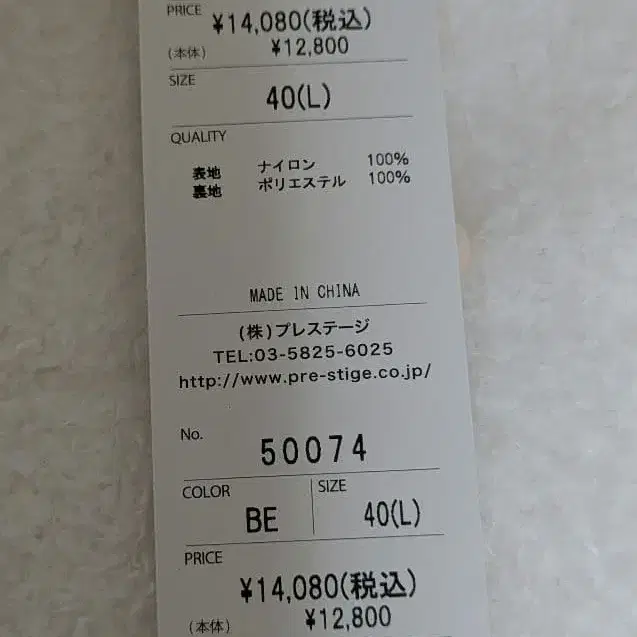 PRICE
¥14,080(税込)
(本体) ¥12,800
SIZE
40(L)
QUALITY
表地 ナイロン 100%
裏地 ポリエステル 100%
MADE IN CHINA
(株)プレステージ
TEL:03-5825-6025
http://www.pre-stige.co.jp/
No.
50074
COLOR SIZE
BE 40(L)
PRICE
¥14,080(税込)
(本体) ¥12,800